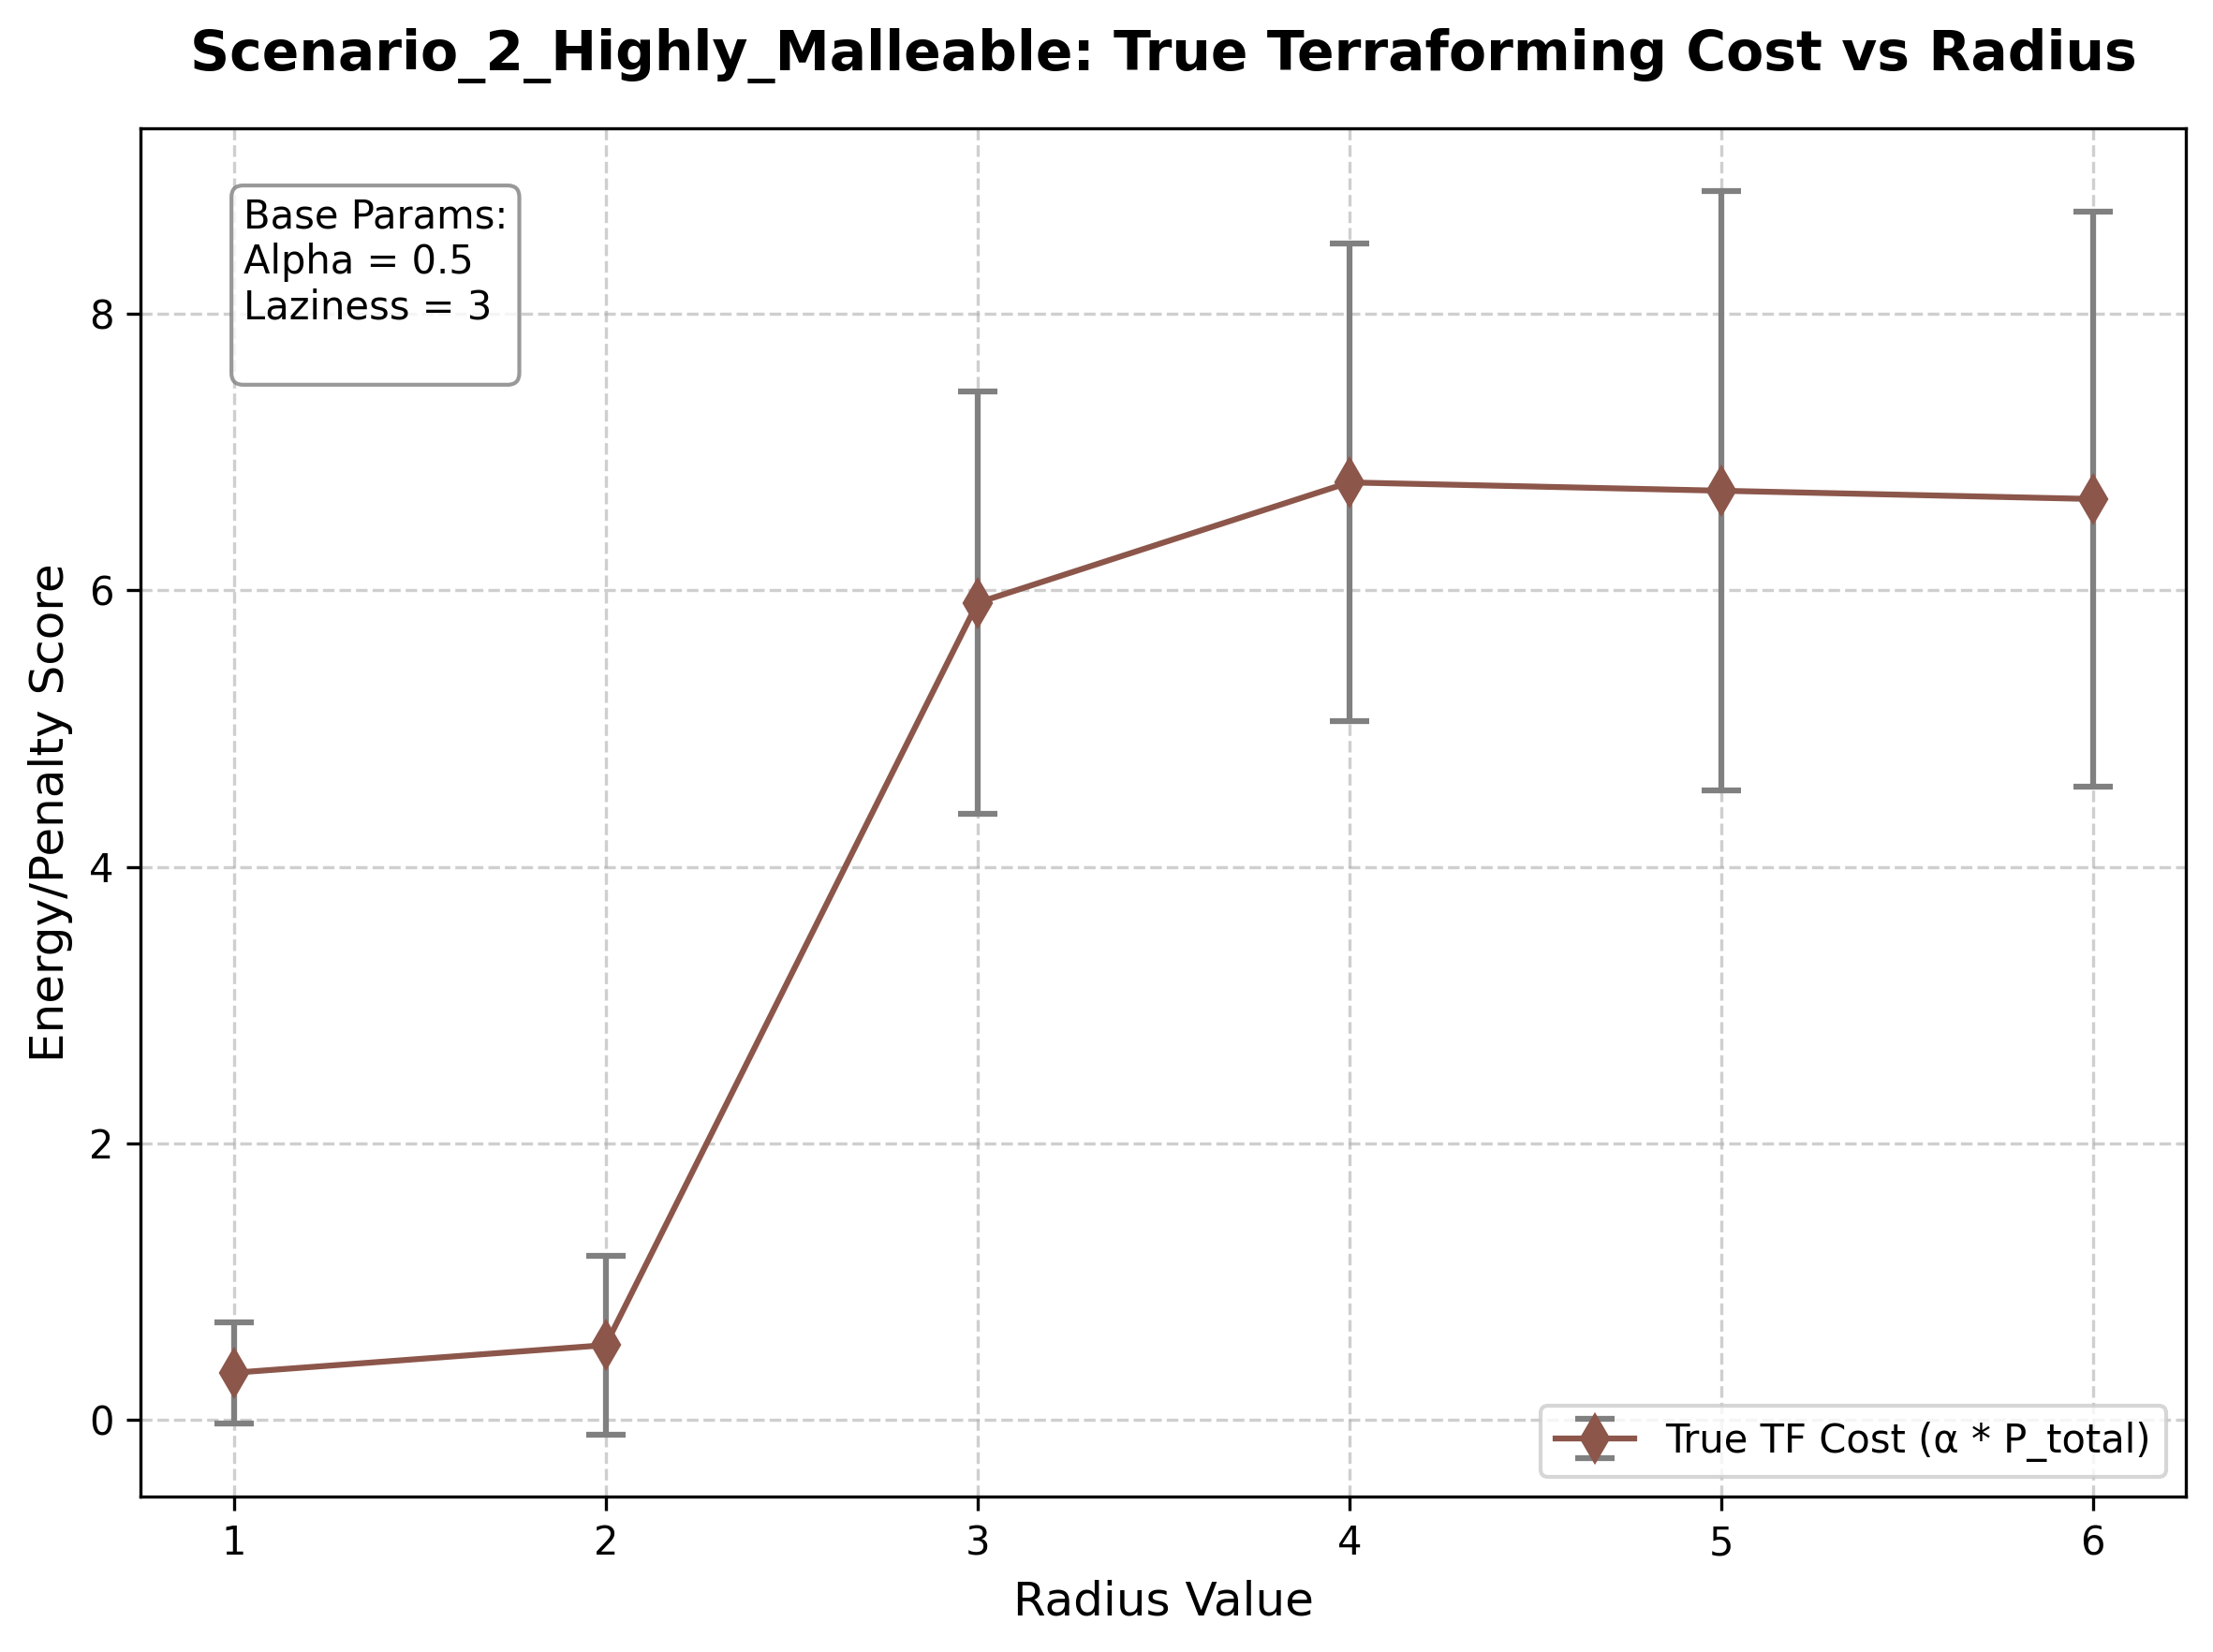 Scenario_2_Highly_Malleable: True Terraforming Cost vs Radius
Base Params:
Alpha = 0.5
Laziness = 3
Energy/Penalty Score
8
6
4
2
0
True TF Cost (α * P_total)
1 2 3 4 5 6
Radius Value